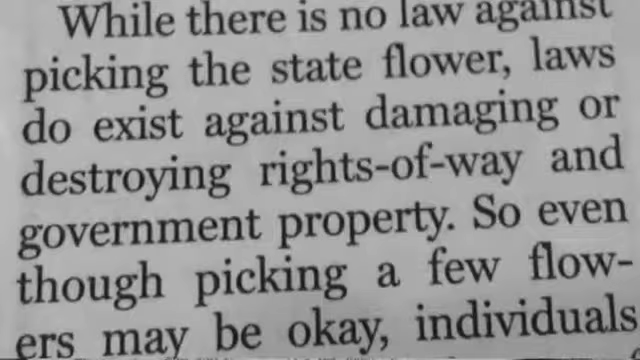 While there is no law against
picking the state flower, laws
do exist against damaging or
destroying rights-of-way and
government property. So even
though picking a few flow-
ers may be okay, individuals